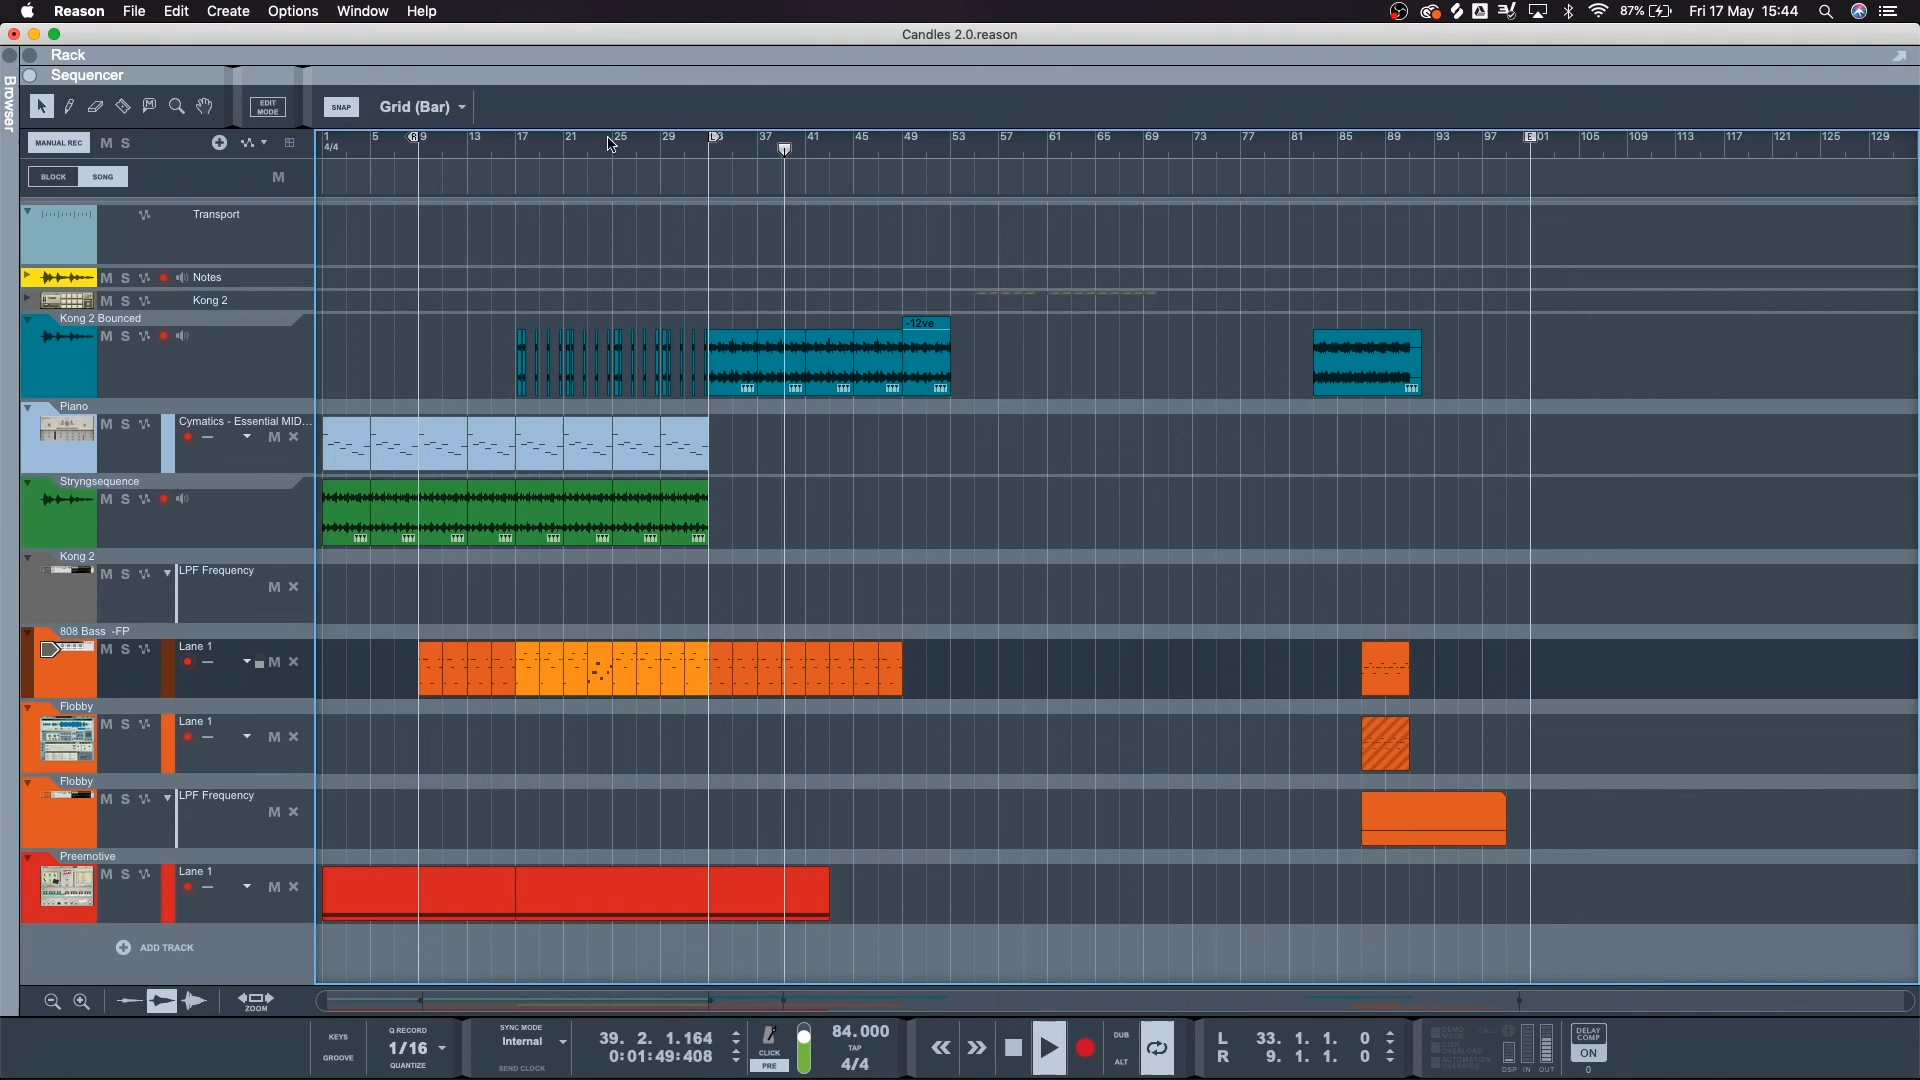 Reason File Edit Create Options Window Help 87% Fri 17 May 15:44
Candles 2.0.reason
Rack
Sequencer
Browser
EDIT MODE SNAP Grid (Bar)
MANUAL REC M S
1 5 R 9 13 17 21 25 29 L 37 41 45 49 53 57 61 65 69 73 77 81 85 89 93 97 E 101 105 109 113 117 121 125 129
4/4
BLOCK SONG M
Transport
M S Notes
M S Kong 2
Kong 2 Bounced
M S
-12ve
Piano
M S Cymatics - Essential MID...
M
Stryngsequence
M S
Kong 2
M S LPF Frequency
M
808 Bass -FP
M S Lane 1
M
Flobby
M S Lane 1
M
Flobby
M S LPF Frequency
M
Preemotive
M S Lane 1
M
ADD TRACK
ZOOM
KEYS
GROOVE
Q RECORD
1/16
QUANTIZE
SYNC MODE
Internal
SEND CLOCK
39. 2. 1.164
0:01:49:408
CLICK
PRE
84.000
TAP
4/4
DUB
ALT
L 33. 1. 1. 0
R 9. 1. 1. 0
CALC
DSP IN OUT
DELAY COMP
ON
0